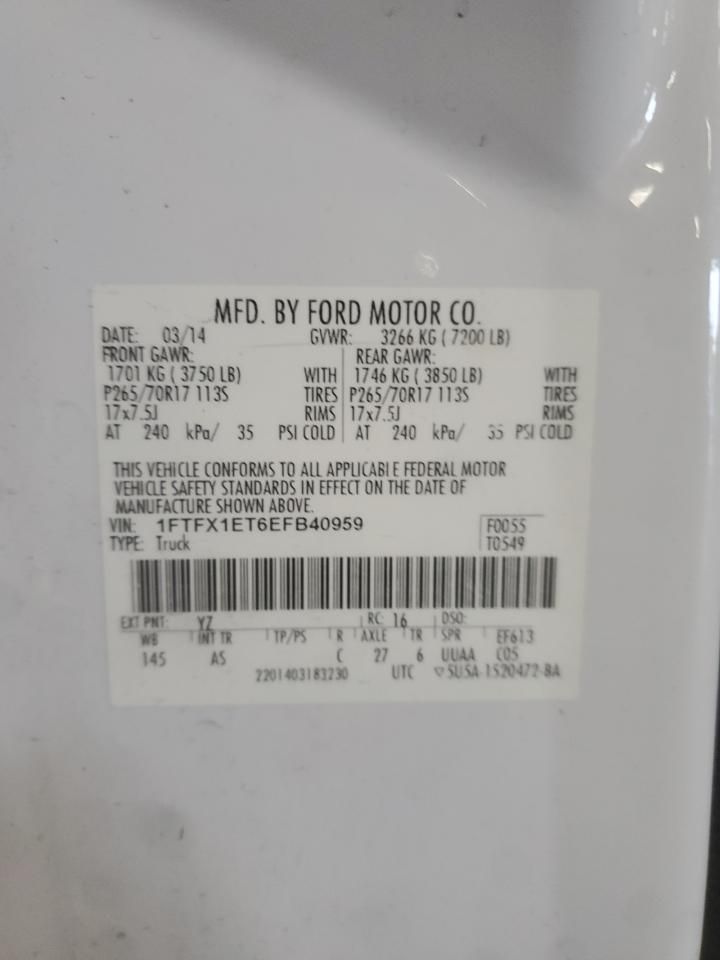 MFD. BY FORD MOTOR CO.
DATE: 03/14 GVWR: 3266 KG ( 7200 LB)
FRONT GAWR: REAR GAWR:
1701 KG ( 3750 LB) WITH 1746 KG ( 3850 LB) WITH
P265/70R17 113S TIRES P265/70R17 113S TIRES
17x7.5J RIMS 17x7.5J RIMS
AT 240 kPa/ 35 PSI COLD AT 240 kPa/ 35 PSI COLD
THIS VEHICLE CONFORMS TO ALL APPLICABLE FEDERAL MOTOR
VEHICLE SAFETY STANDARDS IN EFFECT ON THE DATE OF
MANUFACTURE SHOWN ABOVE.
VIN: 1FTFX1ET6EFB40959 F0055
TYPE: Truck T0549
EXT PNT: YZ RC: 16 DSO:
WB INT TR TP/PS R AXLE TR SPR EF613
145 AS C 27 6 UUAA C05
2201403183230 UTC ▽5U5A-1520472-BA